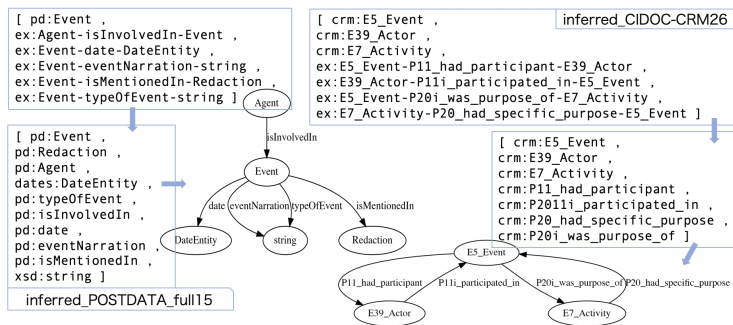 [ pd:Event ,
ex:Agent-isInvolvedIn-Event ,
ex:Event-date-DateEntity ,
ex:Event-eventNarration-string ,
ex:Event-isMentionedIn-Redaction ,
ex:Event-typeOfEvent-string ]
inferred_CIDOC-CRM26
[ crm:E5_Event ,
crm:E39_Actor ,
crm:E7_Activity ,
ex:E5_Event-P11_had_participant-E39_Actor ,
ex:E39_Actor-P11i_participated_in-E5_Event ,
ex:E5_Event-P20i_was_purpose_of-E7_Activity ,
ex:E7_Activity-P20_had_specific_purpose-E5_Event ]
[ pd:Event ,
pd:Redaction ,
pd:Agent ,
dates:DateEntity ,
pd:typeOfEvent ,
pd:isInvolvedIn ,
pd:date ,
pd:eventNarration ,
pd:isMentionedIn ,
xsd:string ]
inferred_POSTDATA_full15
Agent
isInvolvedIn
Event
date eventNarration typeOfEvent isMentionedIn
DateEntity string Redaction
[ crm:E5_Event ,
crm:E39_Actor ,
crm:E7_Activity ,
crm:P11_had_participant ,
crm:P2011i_participated_in ,
crm:P20_had_specific_purpose ,
crm:P20i_was_purpose_of ]
E5_Event
P11_had_participant P11i_participated_in P20i_was_purpose_of P20_had_specific_purpose
E39_Actor E7_Activity